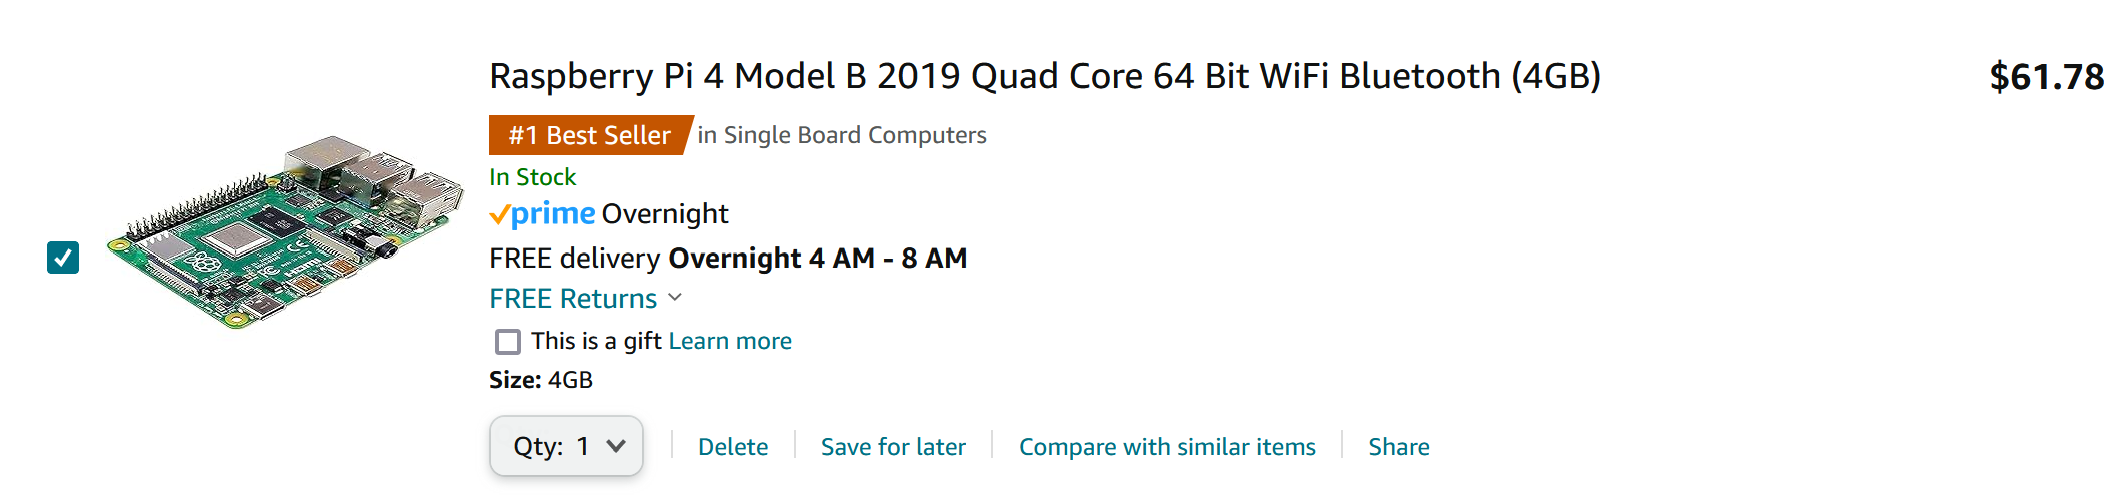 Raspberry Pi 4 Model B 2019 Quad Core 64 Bit WiFi Bluetooth (4GB)
$61.78
#1 Best Seller in Single Board Computers
In Stock
prime Overnight
FREE delivery Overnight 4 AM - 8 AM
FREE Returns
This is a gift Learn more
Size: 4GB
Qty: 1
Delete
Save for later
Compare with similar items
Share
HDMI